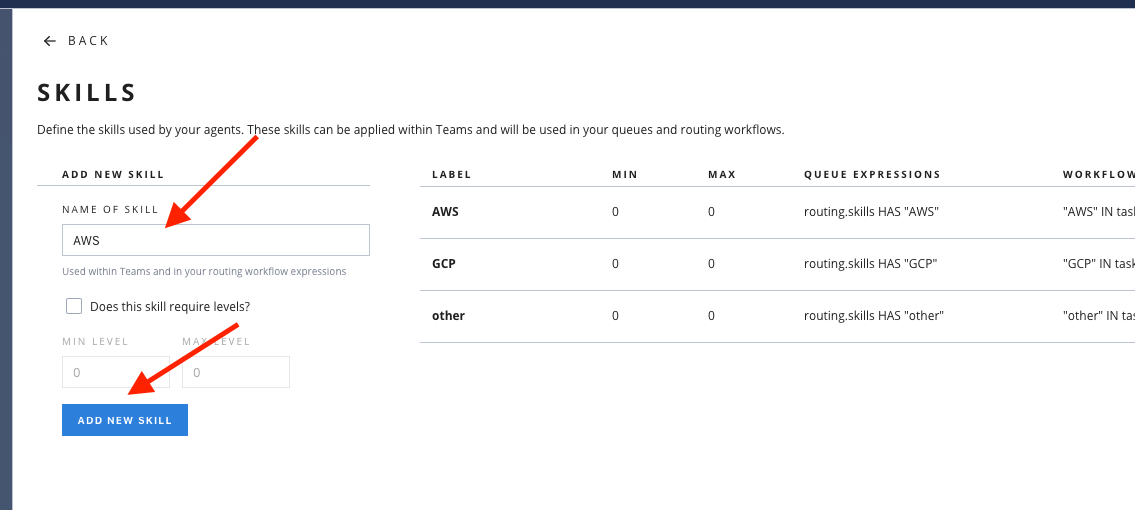 BACK
SKILLS
Define the skills used by your agents. These skills can be applied within Teams and will be used in your queues and routing workflows.
ADD NEW SKILL
NAME OF SKILL
AWS
Used within Teams and in your routing workflow expressions
Does this skill require levels?
MIN LEVEL MAX LEVEL
0 0
ADD NEW SKILL
LABEL MIN MAX QUEUE EXPRESSIONS WORKFLOW
AWS 0 0 routing.skills HAS "AWS" "AWS" IN
GCP 0 0 routing.skills HAS "GCP" "GCP" IN
other 0 0 routing.skills HAS "other" "other" IN